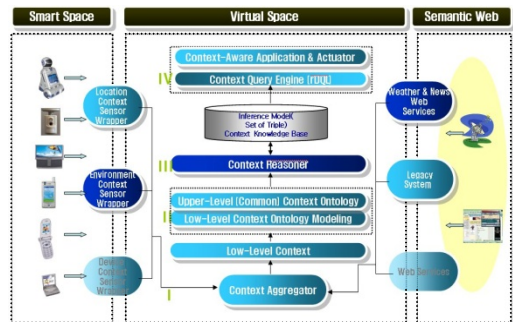 Smart Space
Virtual Space
Semantic Web
Context-Aware Application & Actuator
IV
Context Query Engine [rDQL]
Location
Context
Sensor
Wrapper
Inference Model(
Set of Triple)
Context Knowledge Base
Weather & News
Web
Services
III
Context Reasoner
Environment
Context
Sensor
Wrapper
Legacy
System
Upper-Level (Common) Context Ontology
II
Low-Level Context Ontology Modeling
Low-Level Context
Device Context
Sensor
Wrapper
Web Services
I
Context Aggregator